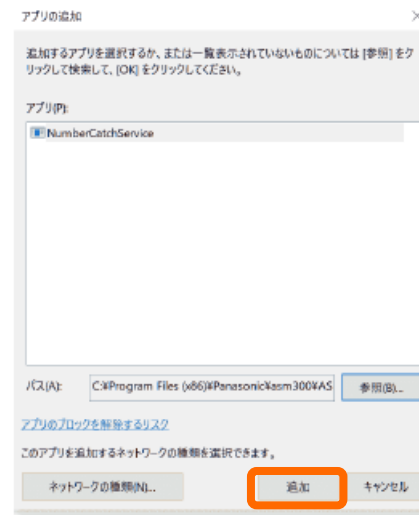 アプリの追加
追加するアプリを選択するか、または一覧表示されていないものについては [参照] をク
リックして検索して、[OK] をクリックしてください。
アプリ(P):
NumberCatchService
パス(A):
C:¥Program Files (x86)¥Panasonic¥asm300¥AS
参照(B)...
アプリのブロックを解除するリスク
このアプリを追加するネットワークの種類を選択できます。
ネットワークの種類(N)...
追加
キャンセル